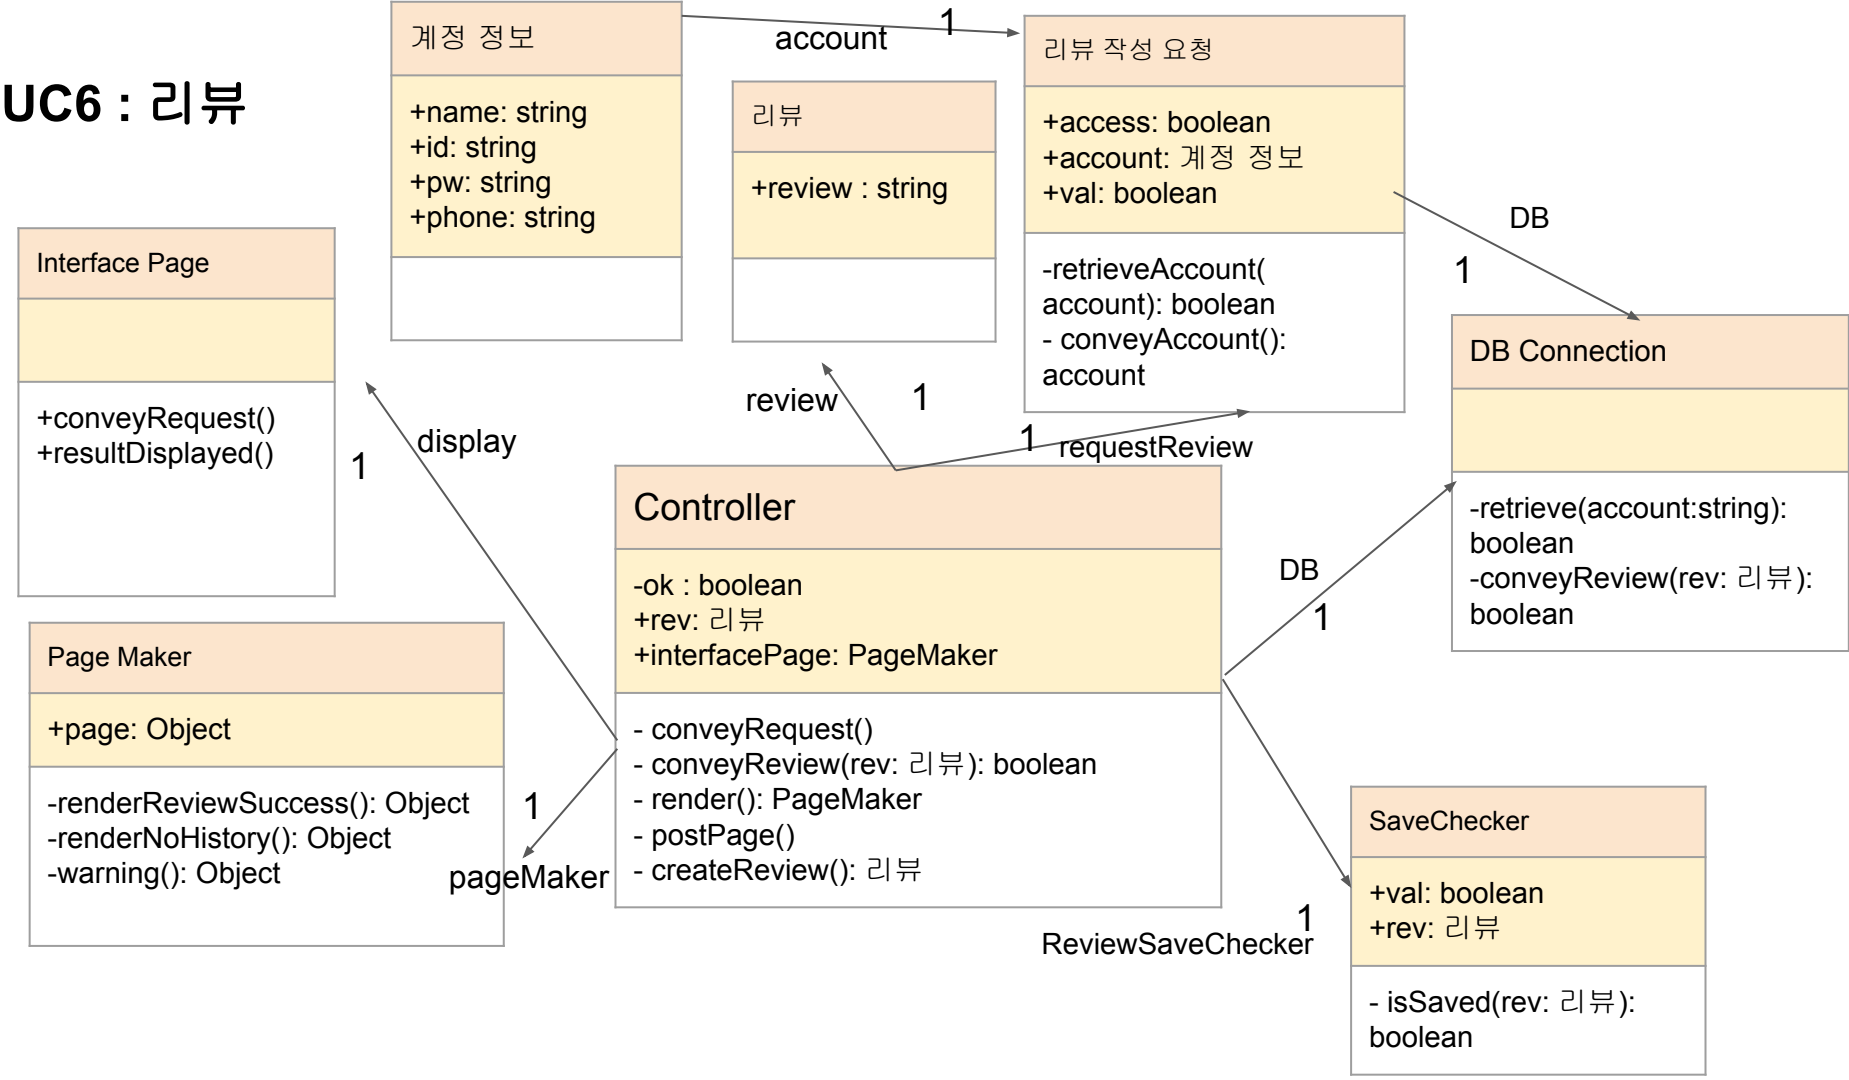 UC6 : 리뷰
계정 정보
+name: string
+id: string
+pw: string
+phone: string
account
1
리뷰
+review : string
리뷰 작성 요청
+access: boolean
+account: 계정 정보
+val: boolean
-retrieveAccount(
account): boolean
- conveyAccount():
account
DB
1
Interface Page
+conveyRequest()
+resultDisplayed()
1
display
review
1
1
requestReview
DB Connection
-retrieve(account:string):
boolean
-conveyReview(rev: 리뷰):
boolean
Controller
-ok : boolean
+rev: 리뷰
+interfacePage: PageMaker
- conveyRequest()
- conveyReview(rev: 리뷰): boolean
- render(): PageMaker
- postPage()
- createReview(): 리뷰
DB
1
Page Maker
+page: Object
-renderReviewSuccess(): Object
-renderNoHistory(): Object
-warning(): Object
1
pageMaker
1
ReviewSaveChecker
SaveChecker
+val: boolean
+rev: 리뷰
- isSaved(rev: 리뷰):
boolean